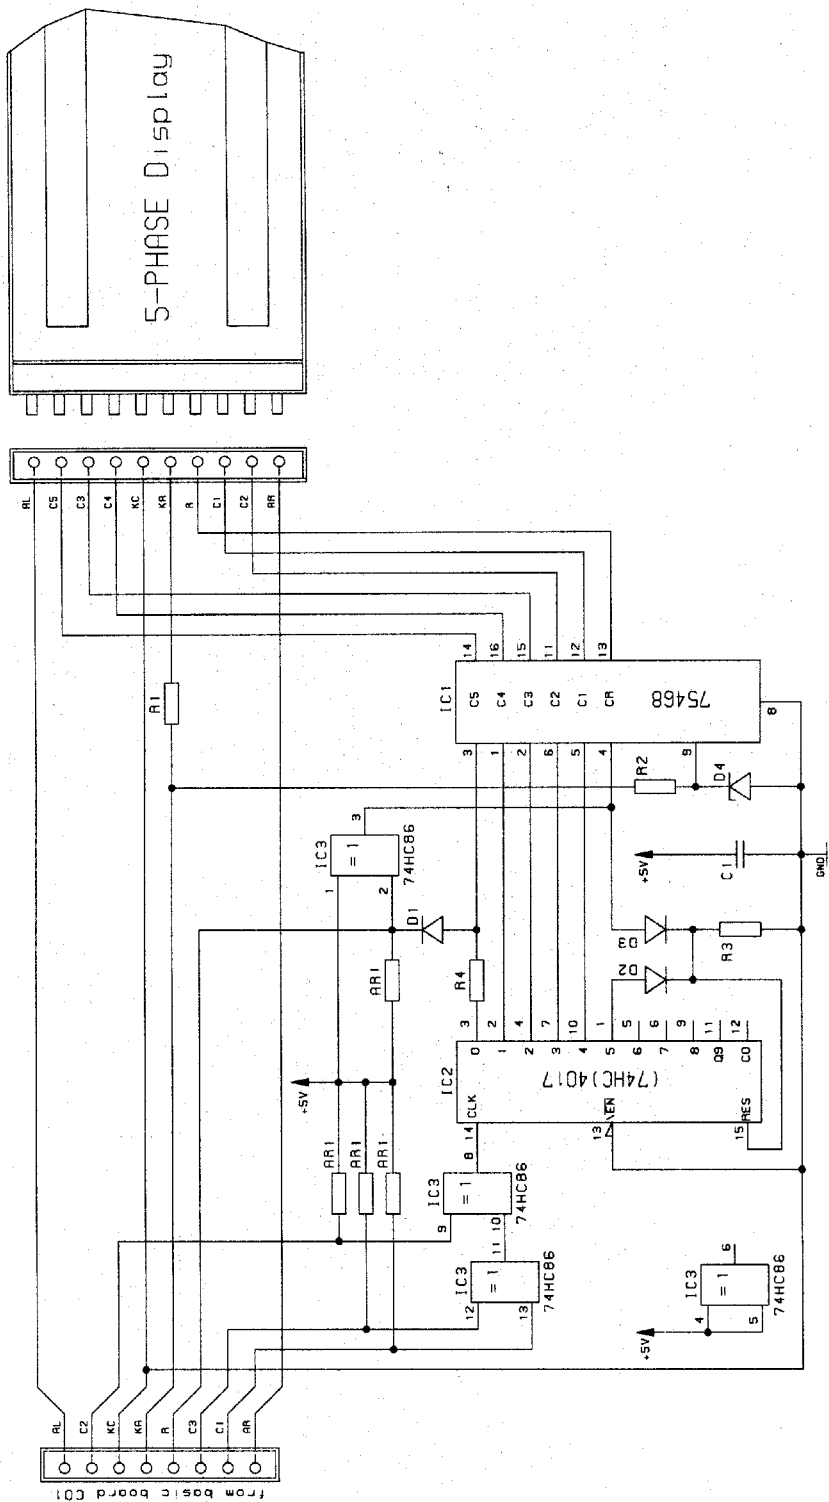 5-PHASE Display
AL
C5
C3
C4
KC
KA
R
C1
C2
AR
R1
14
16
15
11
12
13
IC1
C5
C4
C3
C2
C1
CR
75468
8
3
1
2
6
5
4
9
R2
D4
3
IC3
= 1
74HC86
1
2
+5V
C1
GND
D1
D3
R3
D2
AR1
R4
3
2
4
7
10
1
5
6
9
11
12
0
1
2
3
4
5
6
7
8
Q9
CO
IC2
(74HC)4017
+5V
CLK
EN
RES
14
13
15
AR1
AR1
AR1
8
IC3
= 1
74HC86
9
10
11
IC3
= 1
74HC86
12
13
6
IC3
= 1
74HC86
4
5
+5V
AL
C2
KC
KA
R
C3
C1
AR
from basic board C01